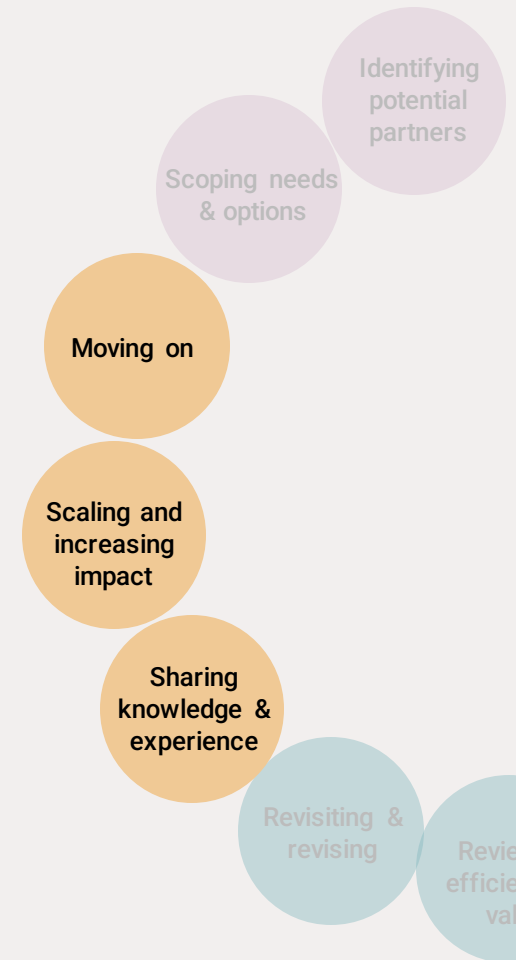 Identifying
potential
partners
Scoping needs
& options
Moving on
Scaling and
increasing
impact
Sharing
knowledge &
experience
Revisiting &
revising